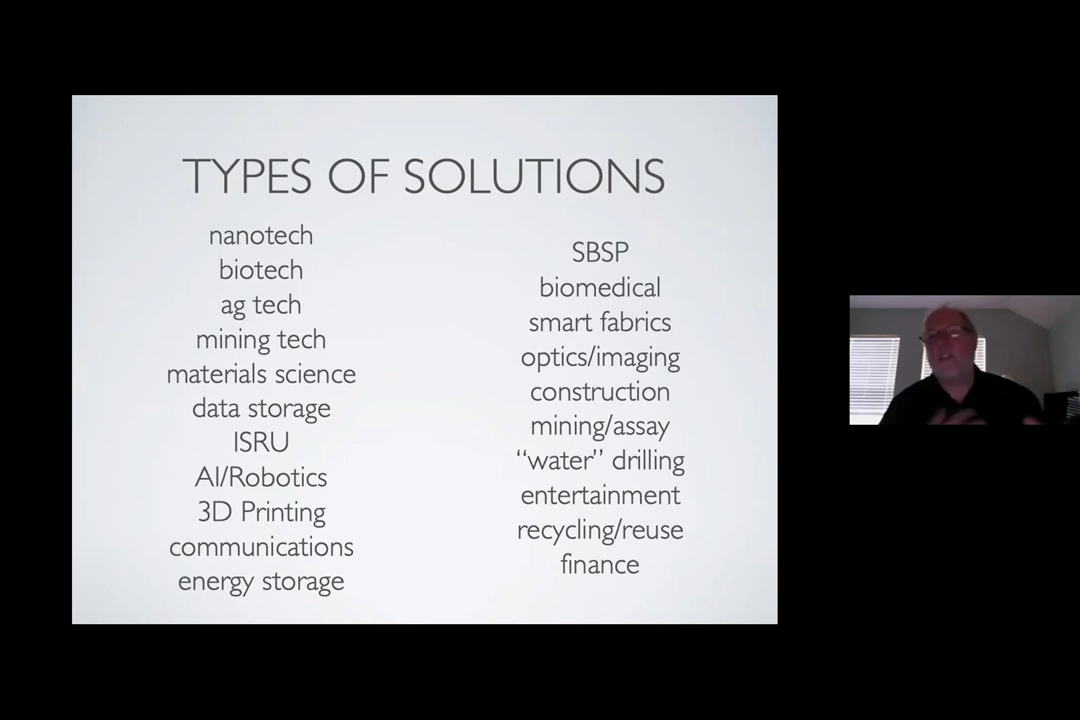 TYPES OF SOLUTIONS
nanotech
biotech
ag tech
mining tech
materials science
data storage
ISRU
AI/Robotics
3D Printing
communications
energy storage
SBSP
biomedical
smart fabrics
optics/imaging
construction
mining/assay
“water” drilling
entertainment
recycling/reuse
finance